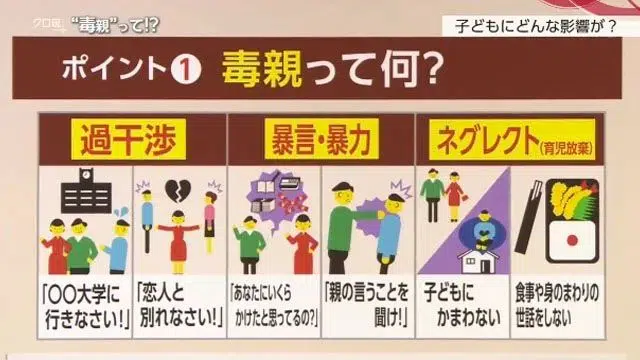 クロ現+
"毒親"って!?
子どもにどんな影響が?
ポイント❶ 毒親って何?
過干渉
暴言・暴力
ネグレクト(育児放棄)
「〇〇大学に
行きなさい!」
「恋人と
別れなさい!」
「あなたにいくら
かけたと思ってるの?」
「親の言うことを
聞け!」
子どもに
かまわない
食事や身のまわりの
世話をしない